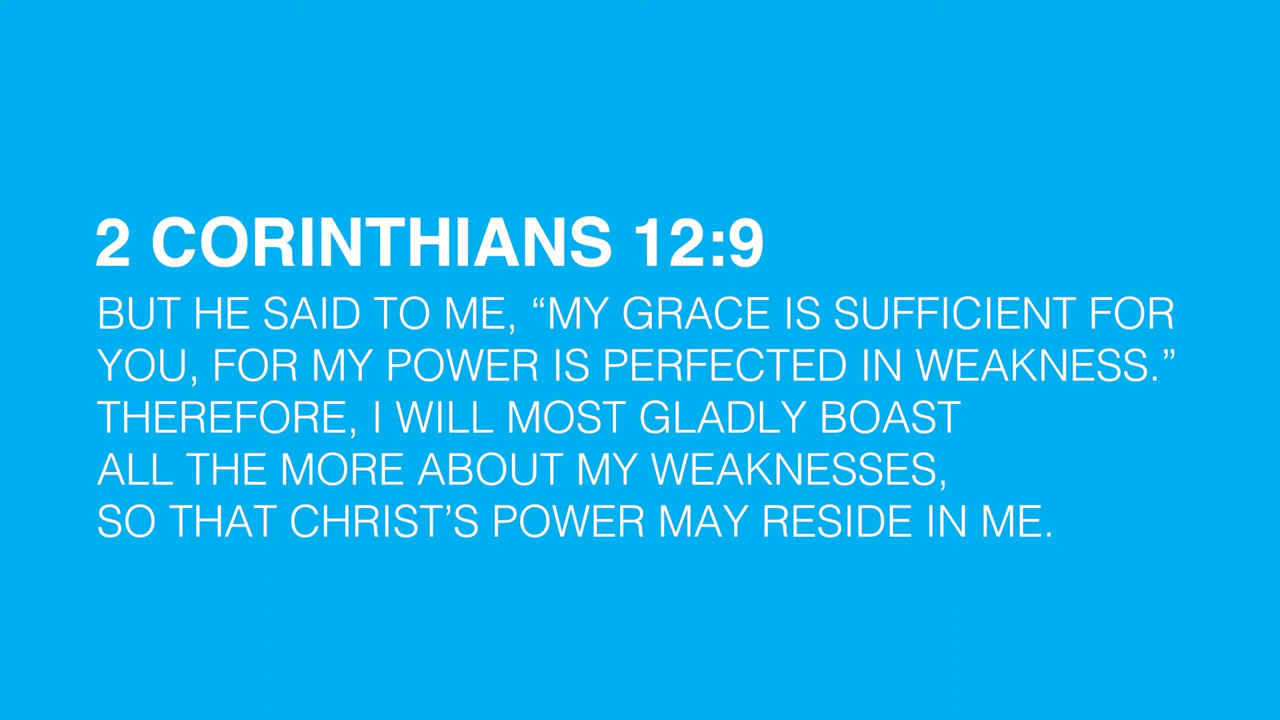 2 CORINTHIANS 12:9
BUT HE SAID TO ME, “MY GRACE IS SUFFICIENT FOR
YOU, FOR MY POWER IS PERFECTED IN WEAKNESS.”
THEREFORE, I WILL MOST GLADLY BOAST
ALL THE MORE ABOUT MY WEAKNESSES,
SO THAT CHRIST’S POWER MAY RESIDE IN ME.